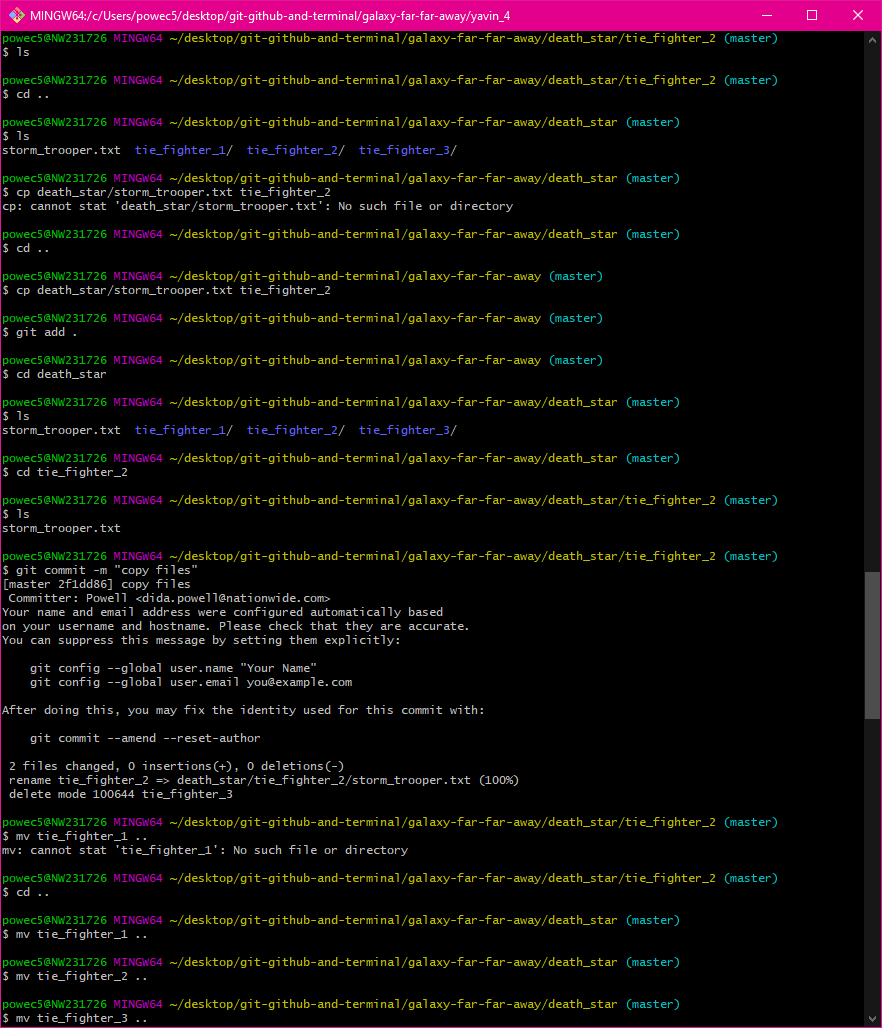 MINGW64:/c/Users/powec5/desktop/git-github-and-terminal/galaxy-far-far-away/yavin_4
powec5@NW231726 MINGW64 ~/desktop/git-github-and-terminal/galaxy-far-far-away/death_star/tie_fighter_2 (master)
$ ls
powec5@NW231726 MINGW64 ~/desktop/git-github-and-terminal/galaxy-far-far-away/death_star/tie_fighter_2 (master)
$ cd ..
powec5@NW231726 MINGW64 ~/desktop/git-github-and-terminal/galaxy-far-far-away/death_star (master)
$ ls
storm_trooper.txt  tie_fighter_1/  tie_fighter_2/  tie_fighter_3/
powec5@NW231726 MINGW64 ~/desktop/git-github-and-terminal/galaxy-far-far-away/death_star (master)
$ cp death_star/storm_trooper.txt tie_fighter_2
cp: cannot stat 'death_star/storm_trooper.txt': No such file or directory
powec5@NW231726 MINGW64 ~/desktop/git-github-and-terminal/galaxy-far-far-away/death_star (master)
$ cd ..
powec5@NW231726 MINGW64 ~/desktop/git-github-and-terminal/galaxy-far-far-away (master)
$ cp death_star/storm_trooper.txt tie_fighter_2
powec5@NW231726 MINGW64 ~/desktop/git-github-and-terminal/galaxy-far-far-away (master)
$ git add .
powec5@NW231726 MINGW64 ~/desktop/git-github-and-terminal/galaxy-far-far-away (master)
$ cd death_star
powec5@NW231726 MINGW64 ~/desktop/git-github-and-terminal/galaxy-far-far-away/death_star (master)
$ ls
storm_trooper.txt  tie_fighter_1/  tie_fighter_2/  tie_fighter_3/
powec5@NW231726 MINGW64 ~/desktop/git-github-and-terminal/galaxy-far-far-away/death_star (master)
$ cd tie_fighter_2
powec5@NW231726 MINGW64 ~/desktop/git-github-and-terminal/galaxy-far-far-away/death_star/tie_fighter_2 (master)
$ ls
storm_trooper.txt
powec5@NW231726 MINGW64 ~/desktop/git-github-and-terminal/galaxy-far-far-away/death_star/tie_fighter_2 (master)
$ git commit -m "copy files"
[master 2f1dd86] copy files
 Committer: Powell <dida.powell@nationwide.com>
Your name and email address were configured automatically based
on your username and hostname. Please check that they are accurate.
You can suppress this message by setting them explicitly:
    git config --global user.name "Your Name"
    git config --global user.email you@example.com
After doing this, you may fix the identity used for this commit with:
    git commit --amend --reset-author
 2 files changed, 0 insertions(+), 0 deletions(-)
 rename tie_fighter_2 => death_star/tie_fighter_2/storm_trooper.txt (100%)
 delete mode 100644 tie_fighter_3
powec5@NW231726 MINGW64 ~/desktop/git-github-and-terminal/galaxy-far-far-away/death_star/tie_fighter_2 (master)
$ mv tie_fighter_1 ..
mv: cannot stat 'tie_fighter_1': No such file or directory
powec5@NW231726 MINGW64 ~/desktop/git-github-and-terminal/galaxy-far-far-away/death_star/tie_fighter_2 (master)
$ cd ..
powec5@NW231726 MINGW64 ~/desktop/git-github-and-terminal/galaxy-far-far-away/death_star (master)
$ mv tie_fighter_1 ..
powec5@NW231726 MINGW64 ~/desktop/git-github-and-terminal/galaxy-far-far-away/death_star (master)
$ mv tie_fighter_2 ..
powec5@NW231726 MINGW64 ~/desktop/git-github-and-terminal/galaxy-far-far-away/death_star (master)
$ mv tie_fighter_3 ..